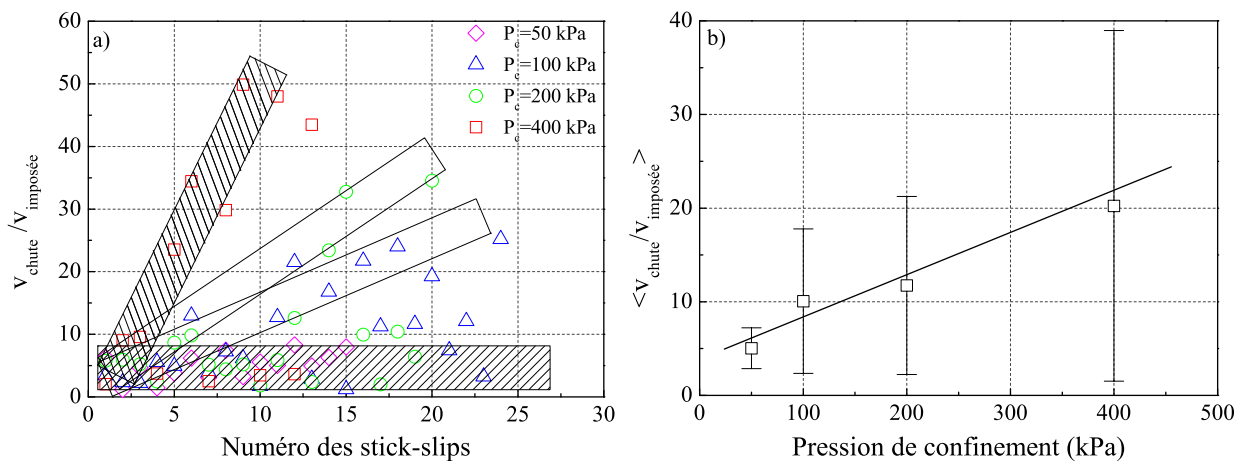 a)
P_c=50 kPa
P_c=100 kPa
P_c=200 kPa
P_c=400 kPa
60
50
40
30
20
10
0
0 5 10 15 20 25 30
v_chute/v_imposée
Numéro des stick-slips
b)
40
30
20
10
0
100 200 300 400 500
<v_chute/v_imposée>
Pression de confinement (kPa)